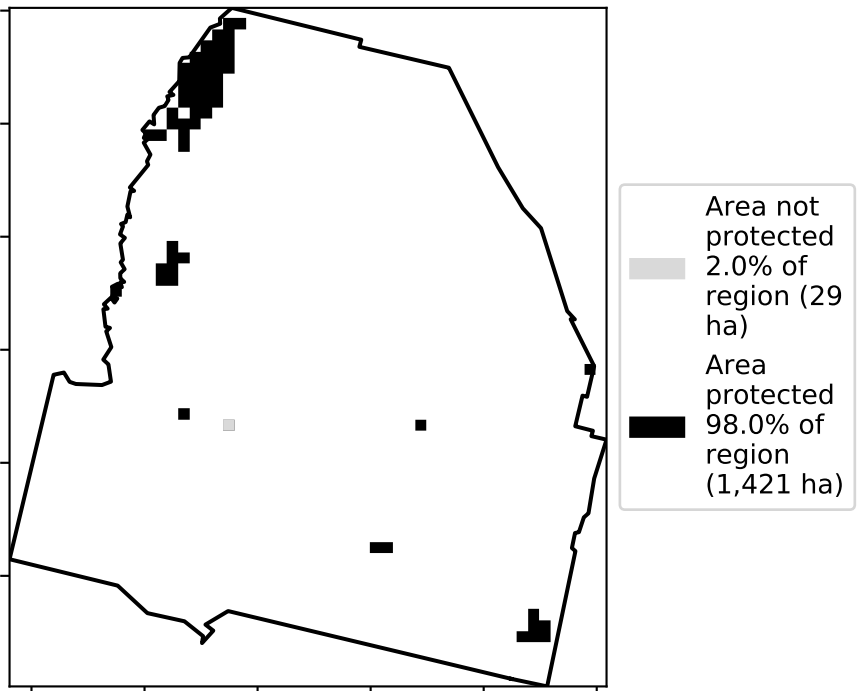 Area not
protected
2.0% of
region (29
ha)
Area
protected
98.0% of
region
(1,421 ha)